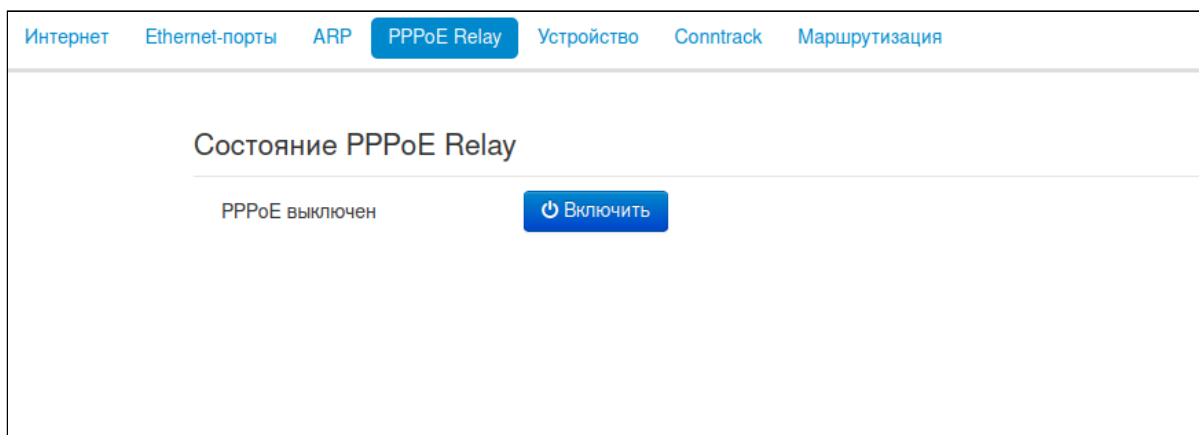 Интернет Ethernet-порты ARP PPPoE Relay Устройство Conntrack Маршрутизация
Состояние PPPoE Relay
PPPoE выключен Включить